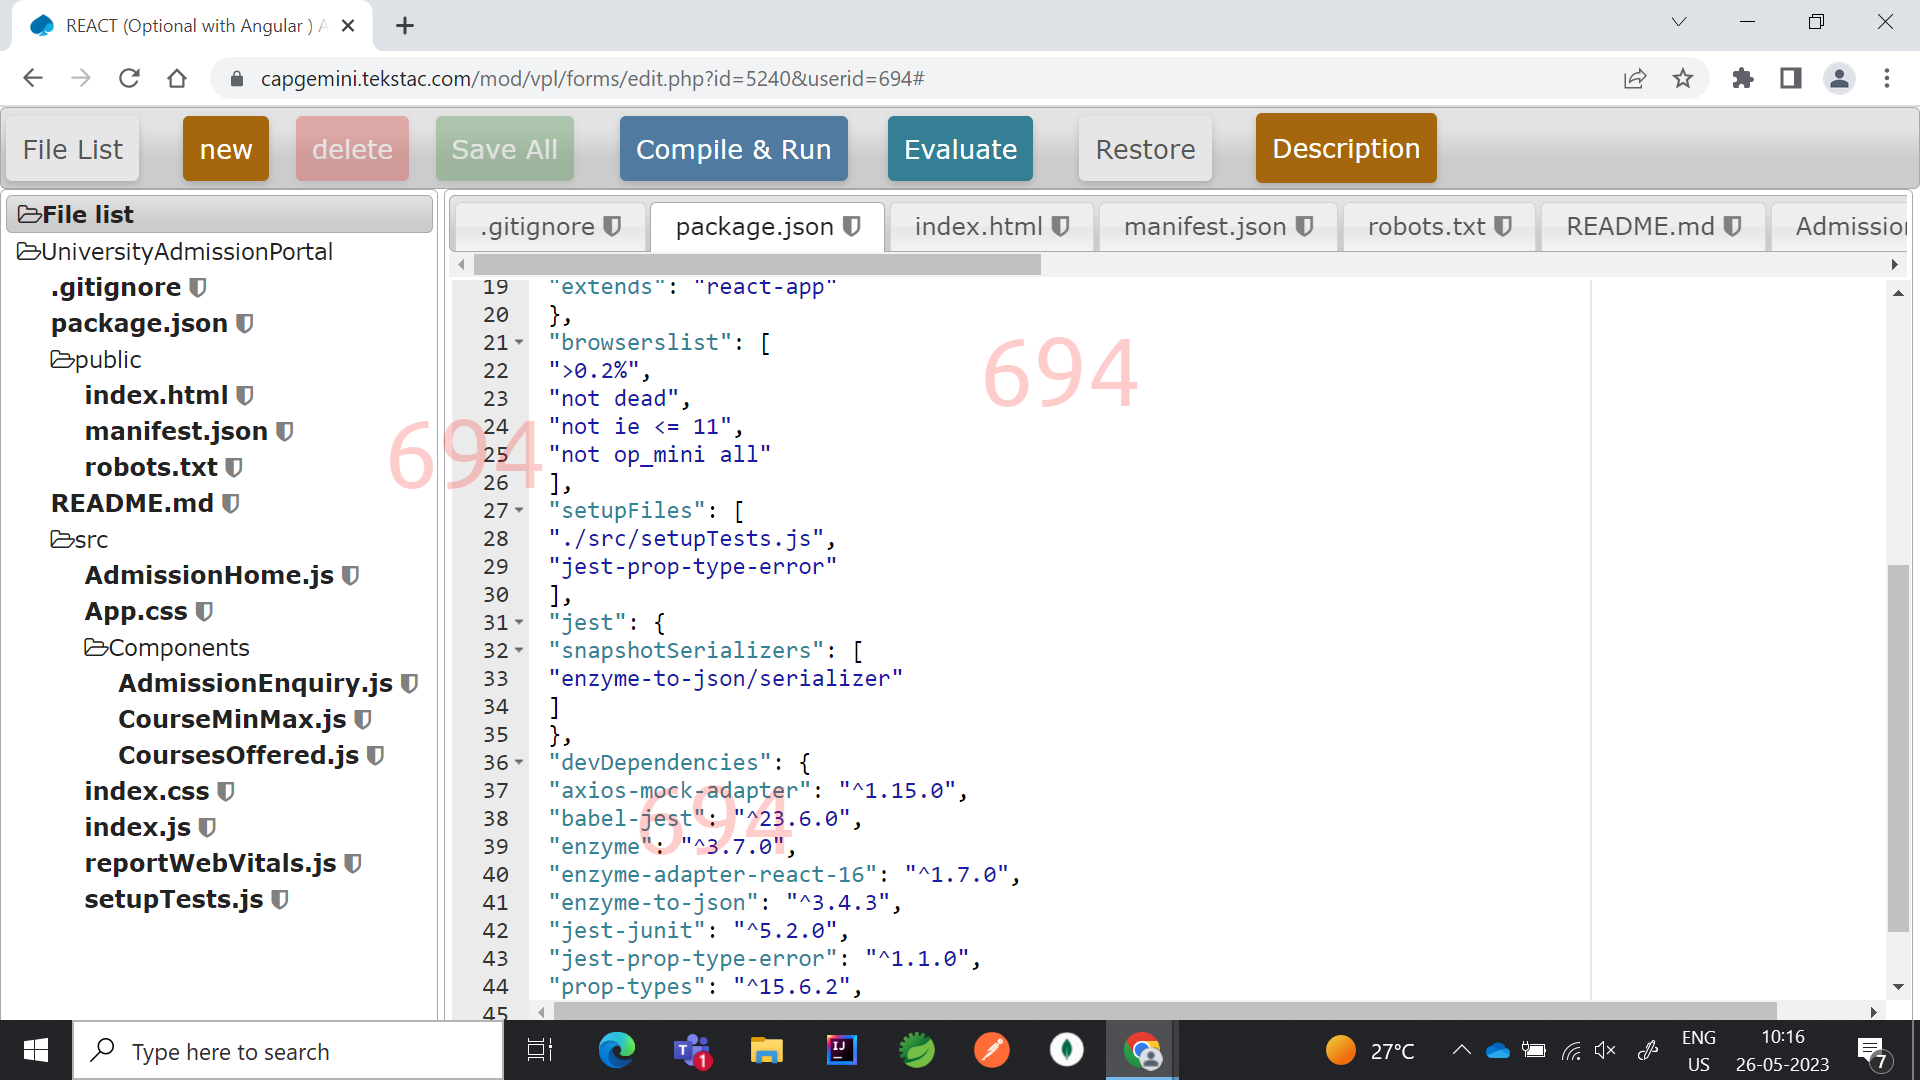 REACT (Optional with Angular ) A
capgemini.tekstac.com/mod/vpl/forms/edit.php?id=5240&userid=694#
File List
new
delete
Save All
Compile & Run
Evaluate
Restore
Description
File list
UniversityAdmissionPortal
.gitignore
package.json
public
index.html
manifest.json
robots.txt
README.md
src
AdmissionHome.js
App.css
Components
AdmissionEnquiry.js
CourseMinMax.js
CoursesOffered.js
index.css
index.js
reportWebVitals.js
setupTests.js
.gitignore
package.json
index.html
manifest.json
robots.txt
README.md
Admissio
19 "extends": "react-app"
20 },
21 "browserslist": [
22 ">0.2%",
23 "not dead",
24 "not ie <= 11",
25 "not op_mini all"
26 ],
27 "setupFiles": [
28 "./src/setupTests.js",
29 "jest-prop-type-error"
30 ],
31 "jest": {
32 "snapshotSerializers": [
33 "enzyme-to-json/serializer"
34 ]
35 },
36 "devDependencies": {
37 "axios-mock-adapter": "^1.15.0",
38 "babel-jest": "^23.6.0",
39 "enzyme": "^3.7.0",
40 "enzyme-adapter-react-16": "^1.7.0",
41 "enzyme-to-json": "^3.4.3",
42 "jest-junit": "^5.2.0",
43 "jest-prop-type-error": "^1.1.0",
44 "prop-types": "^15.6.2",
45
694
694
694
Type here to search
1
27°C
ENG
US
10:16
26-05-2023
7